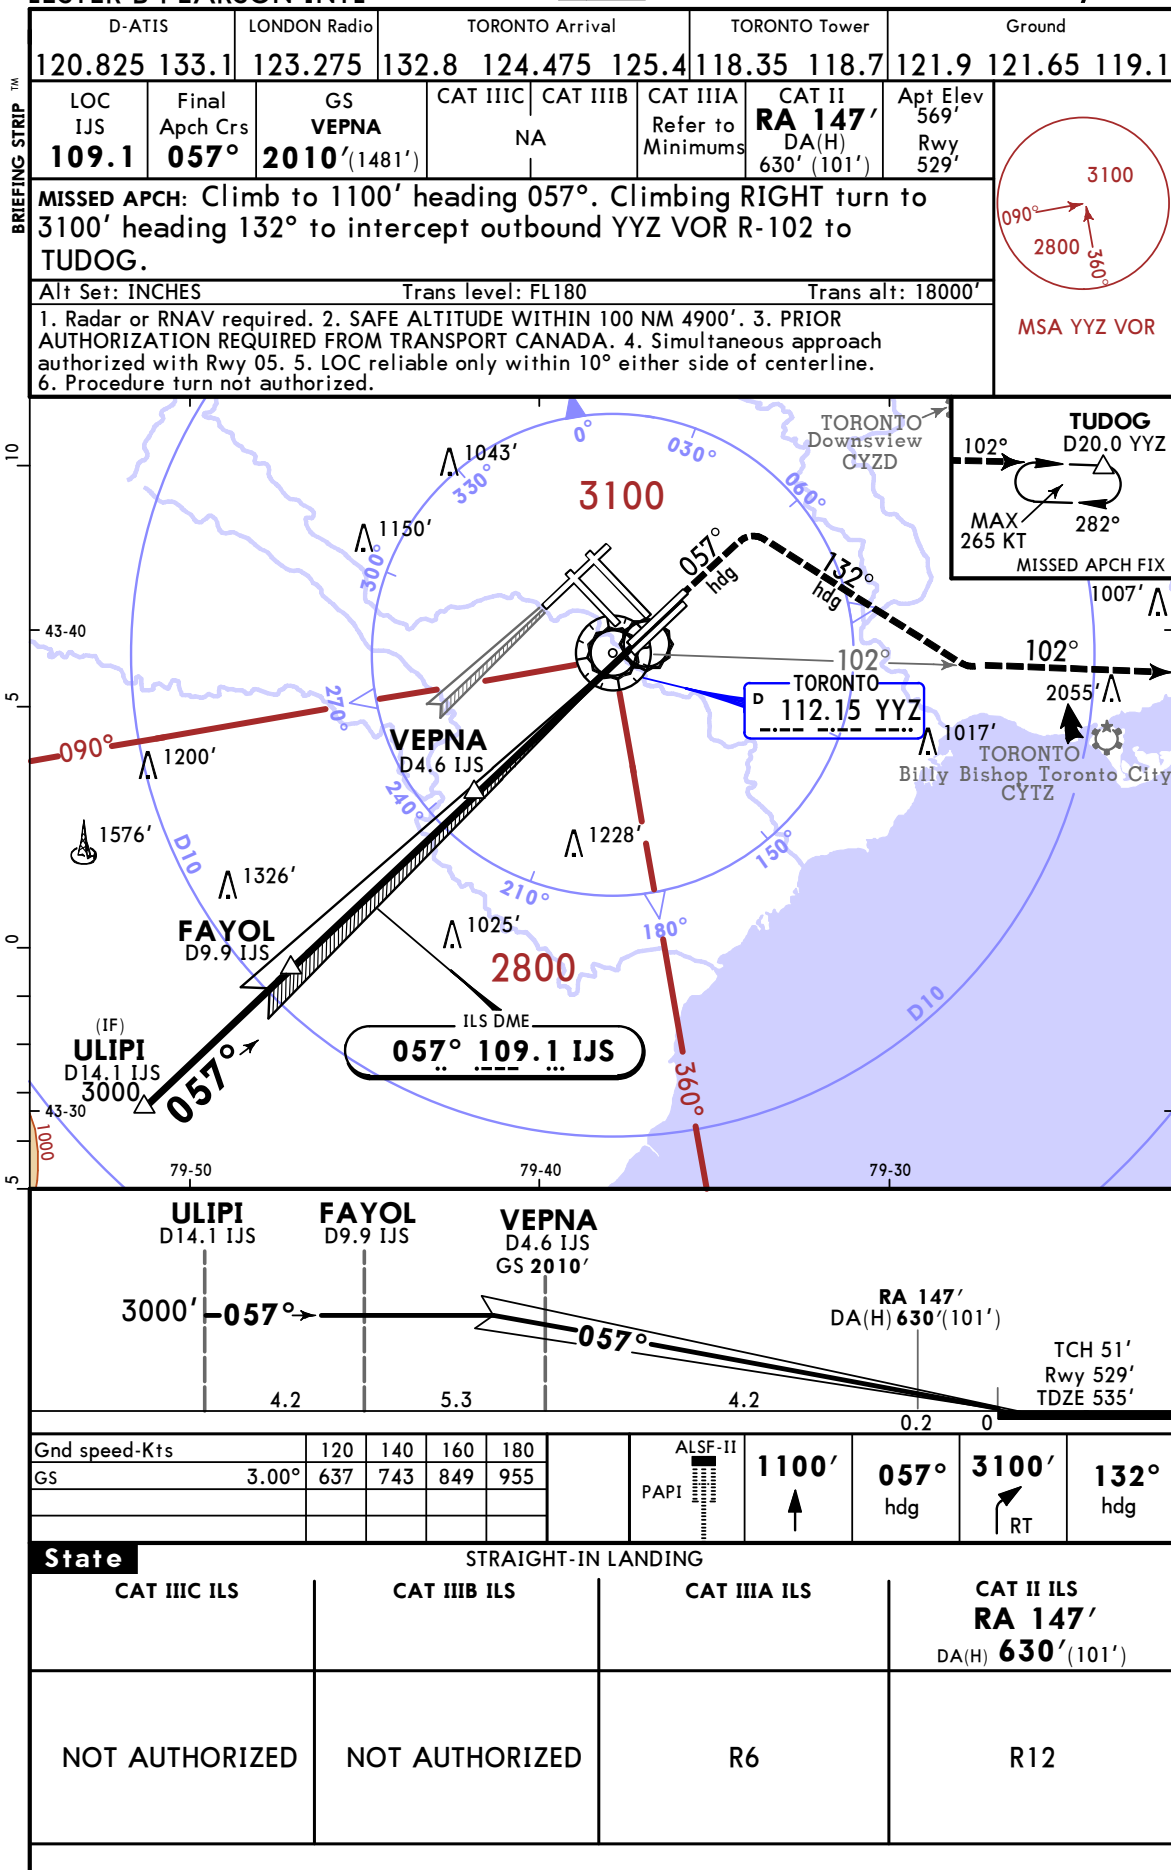 LESTER B PEARSON INTL
D-ATIS LONDON Radio TORONTO Arrival TORONTO Tower Ground
120.825 133.1 123.275 132.8 124.475 125.4 118.35 118.7 121.9 121.65 119.1
BRIEFING STRIP TM
LOC
IJS
109.1
Final
Apch Crs
057°
GS
VEPNA
2010'(1481')
CAT IIIC CAT IIIB
NA
CAT IIIA
Refer to
Minimums
CAT II
RA 147'
DA(H)
630' (101')
Apt Elev
569'
Rwy
529'
MISSED APCH: Climb to 1100' heading 057°. Climbing RIGHT turn to
3100' heading 132° to intercept outbound YYZ VOR R-102 to
TUDOG.
Alt Set: INCHES Trans level: FL180 Trans alt: 18000'
1. Radar or RNAV required. 2. SAFE ALTITUDE WITHIN 100 NM 4900'. 3. PRIOR
AUTHORIZATION REQUIRED FROM TRANSPORT CANADA. 4. Simultaneous approach
authorized with Rwy 05. 5. LOC reliable only within 10° either side of centerline.
6. Procedure turn not authorized.
3100
090°
2800
360°
MSA YYZ VOR
TORONTO
Downsview
CYZD
TUDOG
D20.0 YYZ
102°
MAX
265 KT
282°
MISSED APCH FIX
10
5
0
5
0°
030°
060°
330°
300°
270°
240°
210°
180°
150°
1043'
1150'
3100
057°
hdg
132°
hdg
1007'
43-40
102°
102°
2055'
TORONTO
D 112.15 YYZ
1017'
TORONTO
Billy Bishop Toronto City
CYTZ
090°
1200'
VEPNA
D4.6 IJS
1576'
D10
1326'
1228'
FAYOL
D9.9 IJS
1025'
2800
D10
ILS DME
057° 109.1 IJS
(IF)
ULIPI
D14.1 IJS
3000
057°
360°
43-30
1000
79-50 79-40 79-30
ULIPI
D14.1 IJS
FAYOL
D9.9 IJS
VEPNA
D4.6 IJS
GS 2010'
3000' 057°
057°
RA 147'
DA(H) 630'(101')
TCH 51'
Rwy 529'
TDZE 535'
4.2 5.3 4.2
0.2 0
Gnd speed-Kts 120 140 160 180
GS 3.00° 637 743 849 955
ALSF-II
PAPI
1100'
057°
hdg
3100'
RT
132°
hdg
State STRAIGHT-IN LANDING
CAT IIIC ILS CAT IIIB ILS CAT IIIA ILS CAT II ILS
RA 147'
DA(H) 630'(101')
NOT AUTHORIZED NOT AUTHORIZED R6 R12